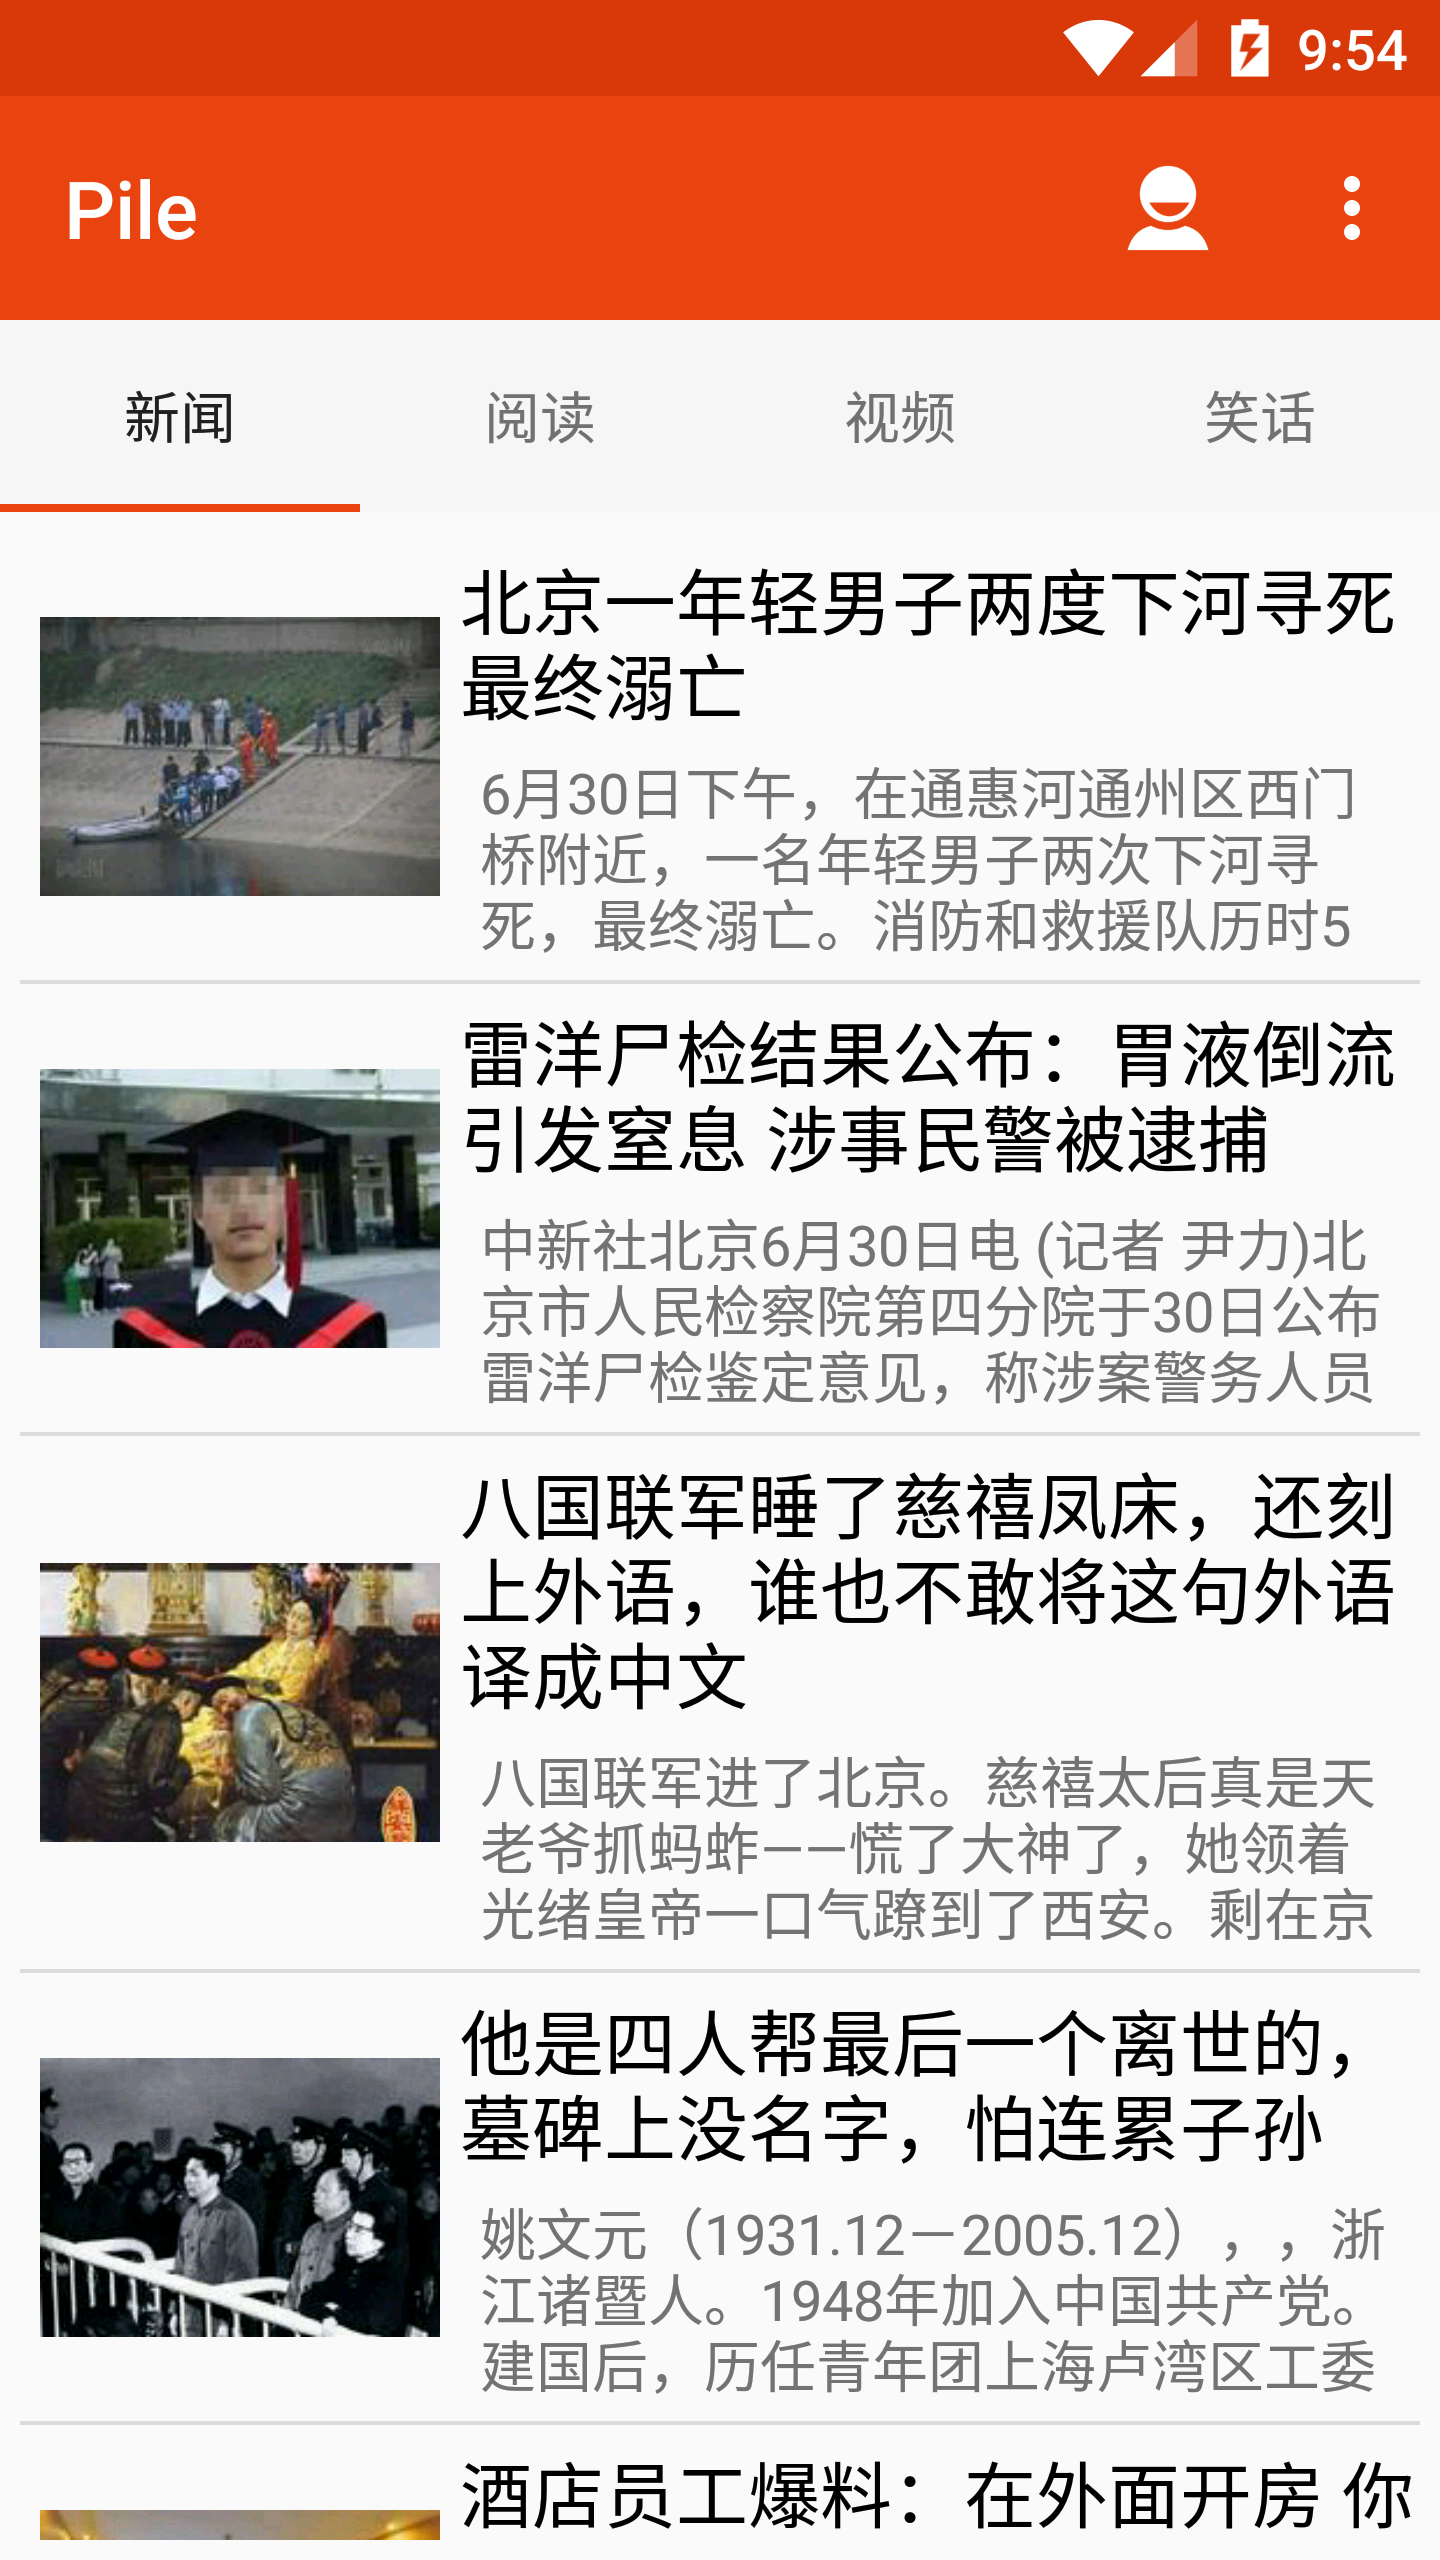 9:54
Pile
新闻 阅读 视频 笑话
北京一年轻男子两度下河寻死
最终溺亡
6月30日下午，在通惠河通州区西门
桥附近，一名年轻男子两次下河寻
死，最终溺亡。消防和救援队历时5
雷洋尸检结果公布：胃液倒流
引发窒息 涉事民警被逮捕
中新社北京6月30日电 (记者 尹力)北
京市人民检察院第四分院于30日公布
雷洋尸检鉴定意见，称涉案警务人员
八国联军睡了慈禧凤床，还刻
上外语，谁也不敢将这句外语
译成中文
八国联军进了北京。慈禧太后真是天
老爷抓蚂蚱——慌了大神了，她领着
光绪皇帝一口气蹽到了西安。剩在京
他是四人帮最后一个离世的，
墓碑上没名字，怕连累子孙
姚文元（1931.12－2005.12），，浙
江诸暨人。1948年加入中国共产党。
建国后，历任青年团上海卢湾区工委
酒店员工爆料：在外面开房 你